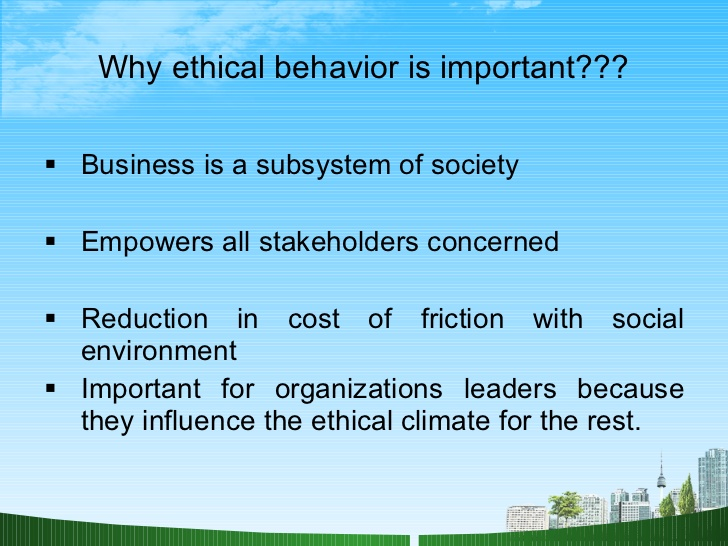 Why ethical behavior is important???
▪ Business is a subsystem of society
▪ Empowers all stakeholders concerned
▪ Reduction in cost of friction with social
environment
▪ Important for organizations leaders because
they influence the ethical climate for the rest.